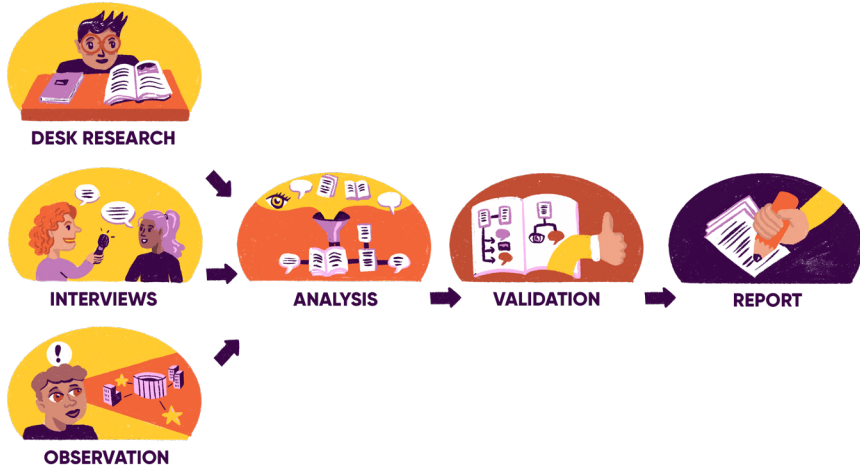 DESK RESEARCH
INTERVIEWS
ANALYSIS
VALIDATION
REPORT
!
OBSERVATION